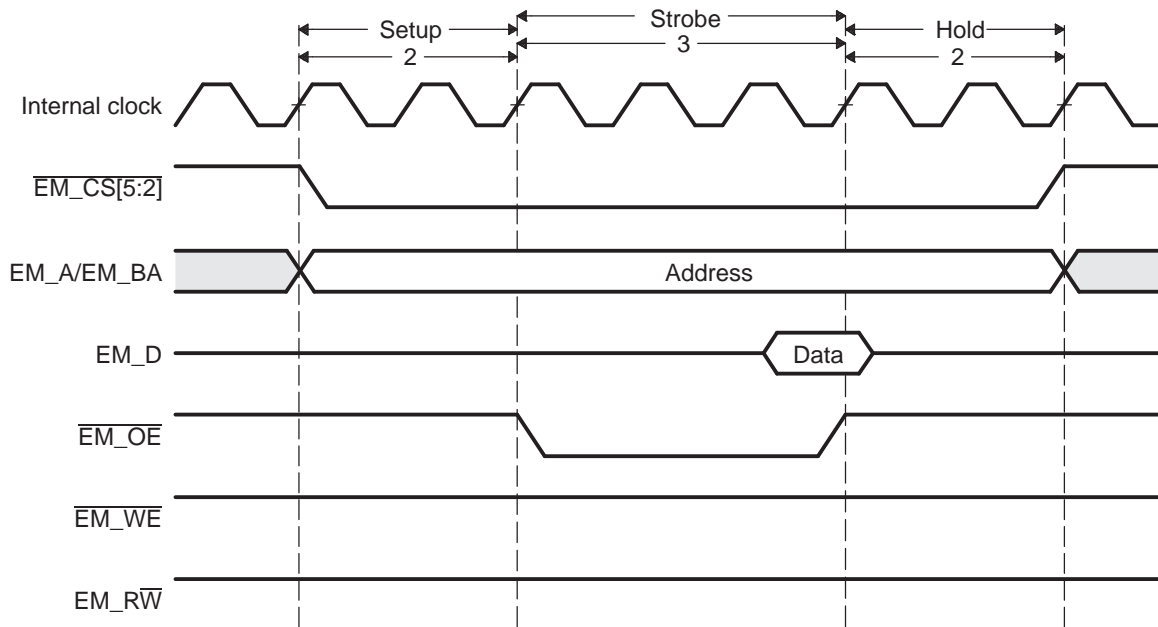 Setup
Strobe
Hold
2
3
2
Internal clock
EM_CS[5:2]
EM_A/EM_BA
Address
EM_D
Data
EM_OE
EM_WE
EM_RW